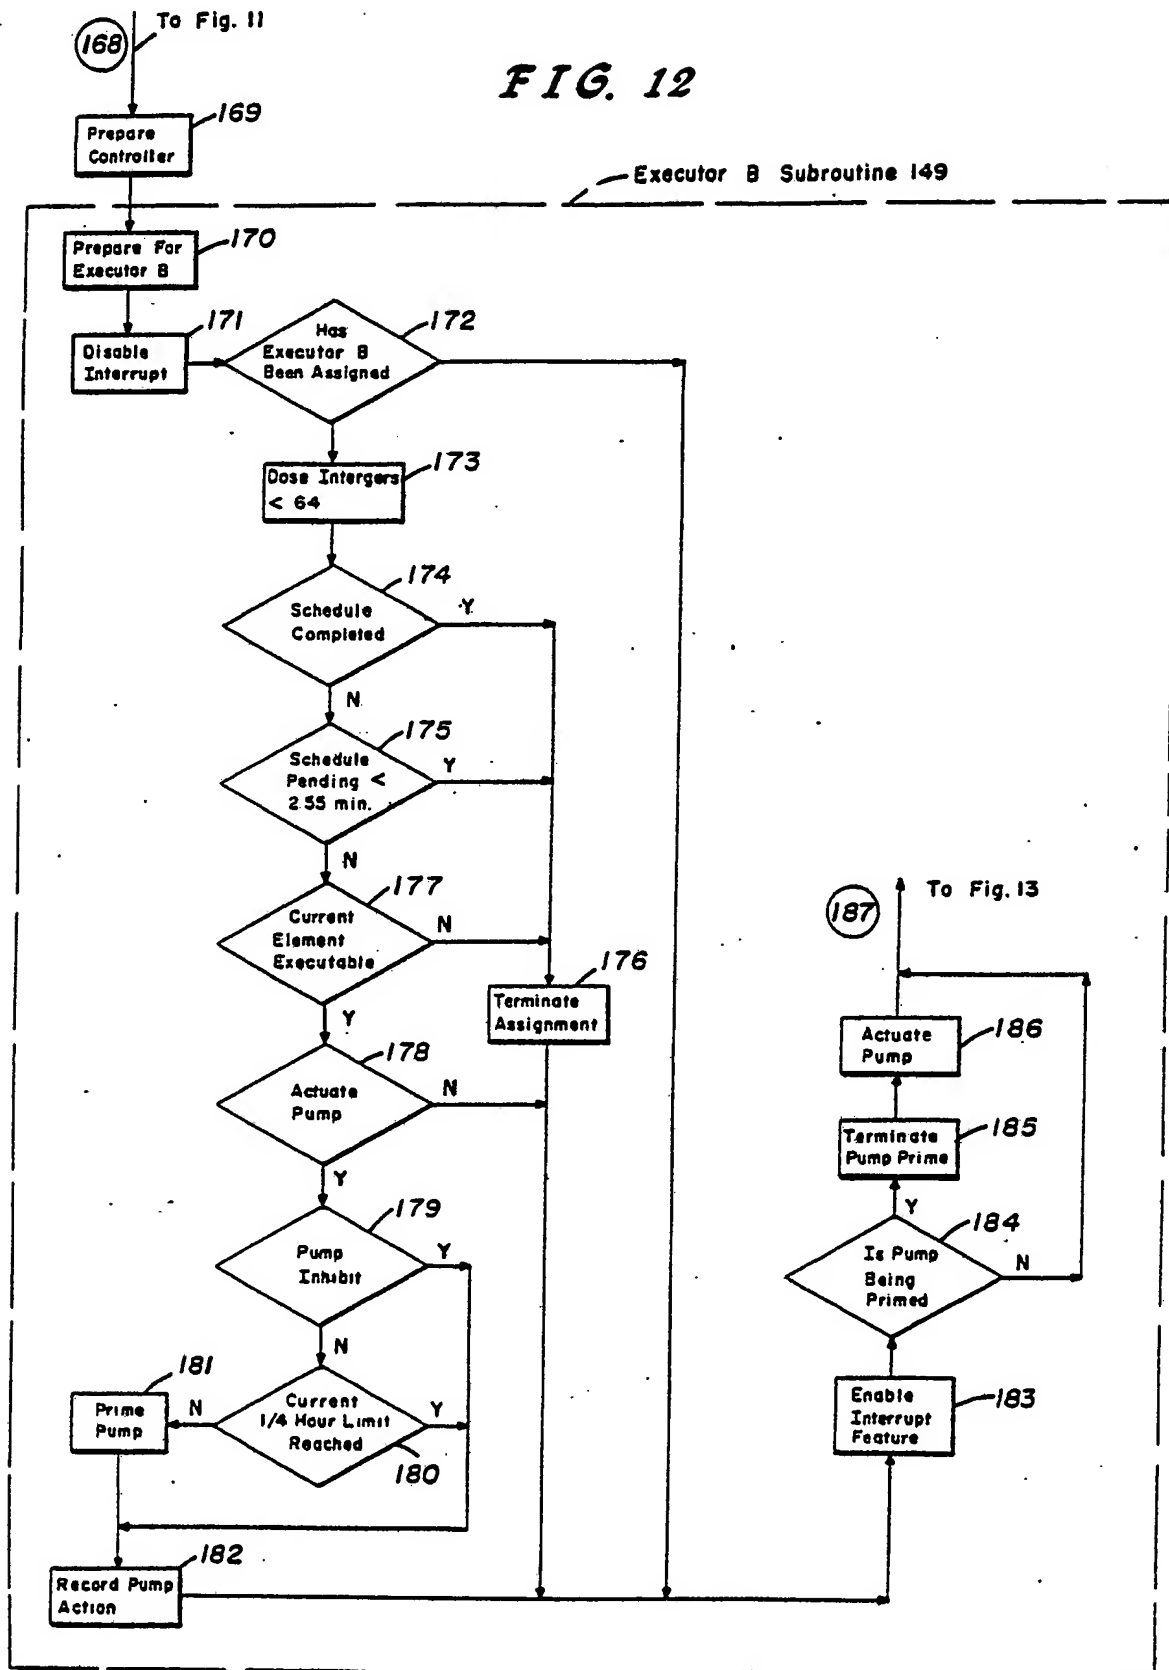 To Fig. 11
168
FIG. 12
169
Prepare
Controller
Executor B Subroutine 149
170
Prepare For
Executor B
171
Disable
Interrupt
172
Has
Executor B
Been Assigned
173
Dose Intergers
< 64
174
Schedule
Completed
Y
N
175
Schedule
Pending <
2.55 min.
Y
N
177
Current
Element
Executable
N
Y
176
Terminate
Assignment
178
Actuate
Pump
N
Y
179
Pump
Inhibit
Y
N
181
Prime
Pump
N
Current
1/4 Hour Limit
Reached
Y
180
182
Record Pump
Action
To Fig. 13
187
186
Actuate
Pump
185
Terminate
Pump Prime
Y
184
Is Pump
Being
Primed
N
183
Enable
Interrupt
Feature